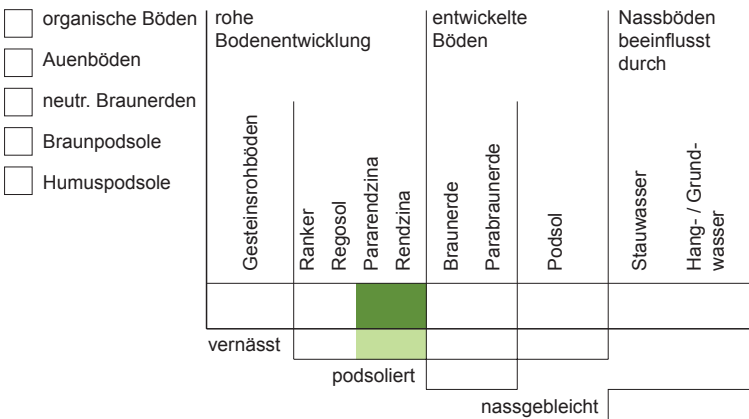 organische Böden
Auenböden
neutr. Braunerden
Braunpodsole
Humuspodsole
rohe
Bodenentwicklung
entwickelte
Böden
Nassböden
beeinflusst
durch
Gesteinsrohböden
Ranker
Regosol
Pararendzina
Rendzina
Braunerde
Parabraunerde
Podsol
Stauwasser
Hang- / Grund-
wasser
vernässt
podsoliert
nassgebleicht